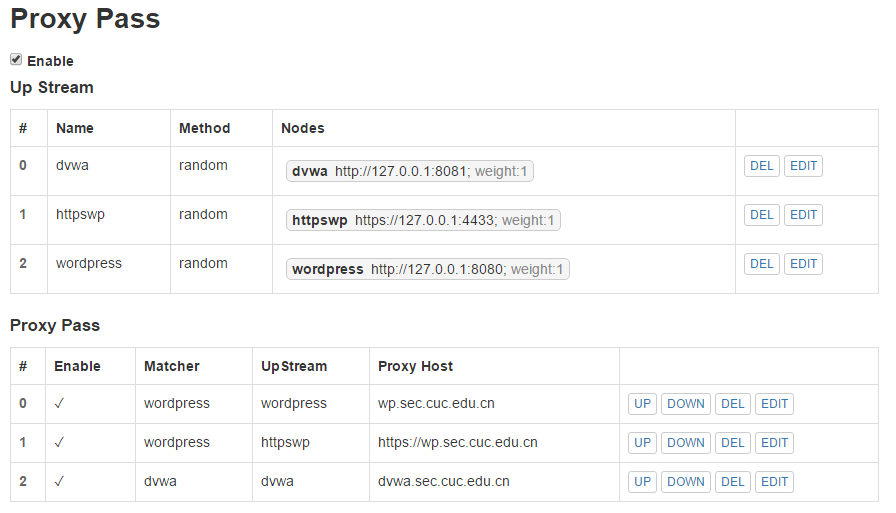 Proxy Pass
Enable
Up Stream
# Name Method Nodes
0 dvwa random dvwa http://127.0.0.1:8081; weight:1 DEL EDIT
1 httpswp random httpswp https://127.0.0.1:4433; weight:1 DEL EDIT
2 wordpress random wordpress http://127.0.0.1:8080; weight:1 DEL EDIT
Proxy Pass
# Enable Matcher UpStream Proxy Host
0 ✓ wordpress wordpress wp.sec.cuc.edu.cn UP DOWN DEL EDIT
1 ✓ wordpress httpswp https://wp.sec.cuc.edu.cn UP DOWN DEL EDIT
2 ✓ dvwa dvwa dvwa.sec.cuc.edu.cn UP DOWN DEL EDIT